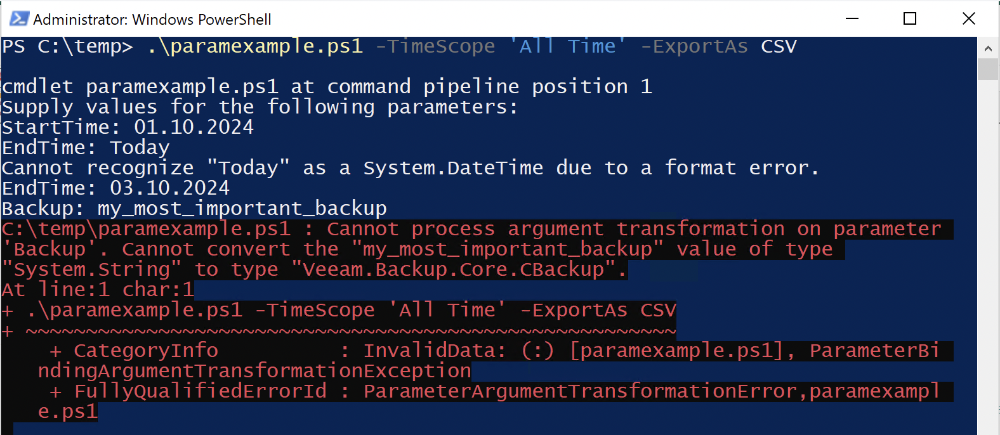 Administrator: Windows PowerShell
PS C:\temp> .\paramexample.ps1 -TimeScope 'All Time' -ExportAs CSV
cmdlet paramexample.ps1 at command pipeline position 1
Supply values for the following parameters:
StartTime: 01.10.2024
EndTime: Today
Cannot recognize "Today" as a System.DateTime due to a format error.
EndTime: 03.10.2024
Backup: my_most_important_backup
C:\temp\paramexample.ps1 : Cannot process argument transformation on parameter
'Backup'. Cannot convert the "my_most_important_backup" value of type
"System.String" to type "Veeam.Backup.Core.CBackup".
At line:1 char:1
+ .\paramexample.ps1 -TimeScope 'All Time' -ExportAs CSV
+ ~~~~~~~~~~~~~~~~~~~~~~~~~~~~~~~~~~~~~~~~~~~~~~~~~~~~~~
    + CategoryInfo          : InvalidData: (:) [paramexample.ps1], ParameterBi
   ndingArgumentTransformationException
    + FullyQualifiedErrorId : ParameterArgumentTransformationError,paramexampl
   e.ps1